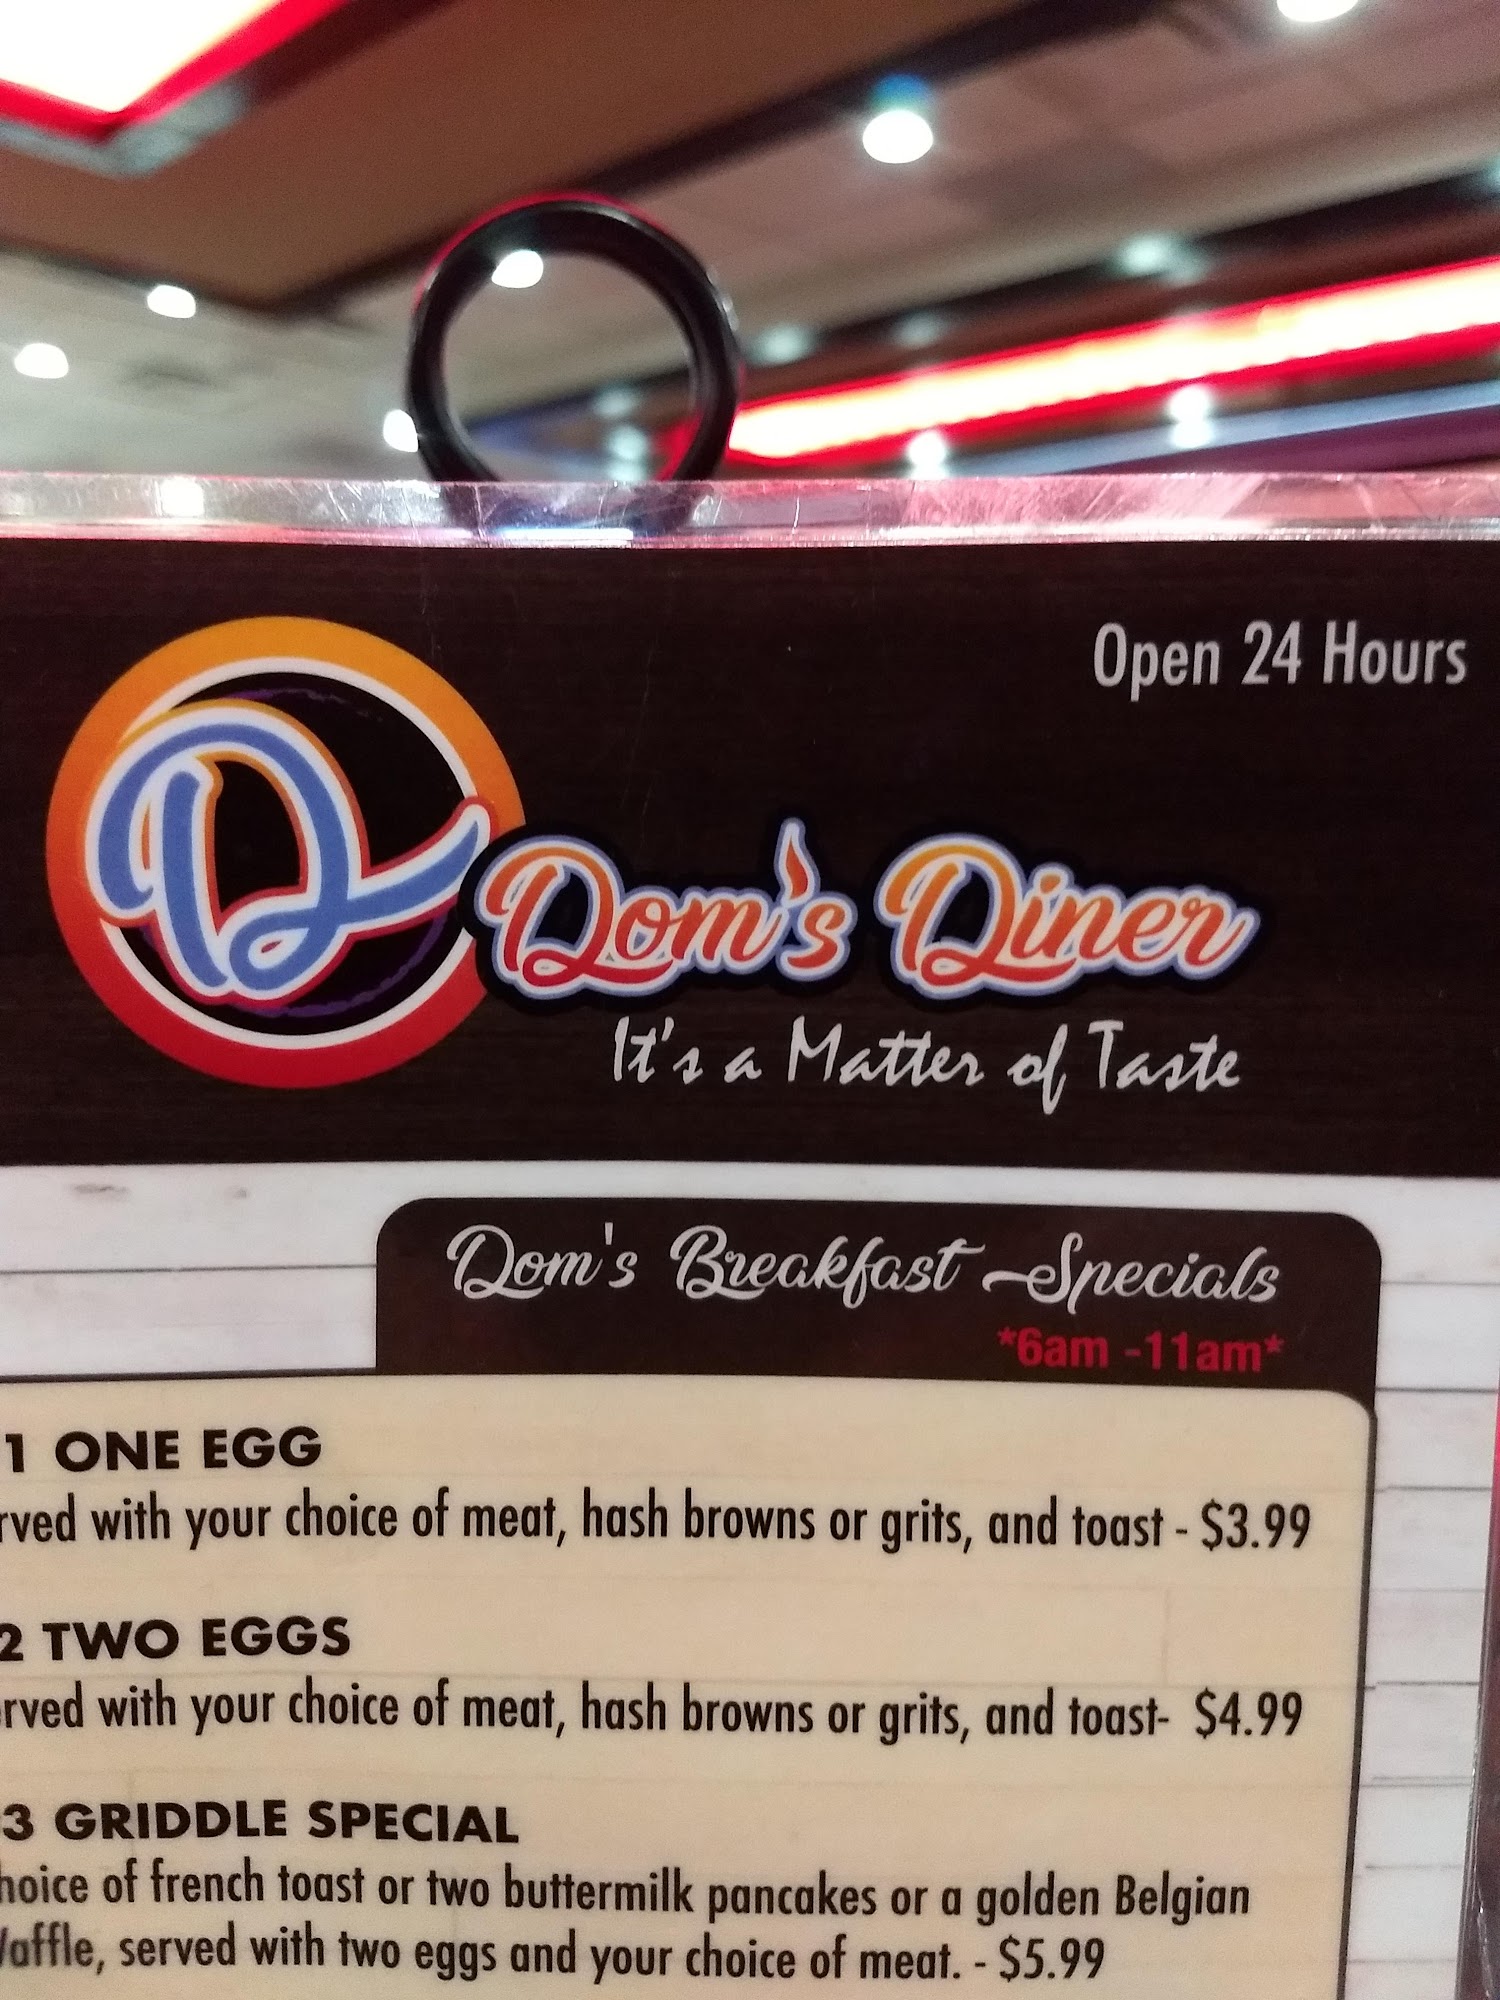 Open 24 Hours
D
Dom's Diner
It's a Matter of Taste
Dom's Breakfast Specials
*6am -11am*
1 ONE EGG
rved with your choice of meat, hash browns or grits, and toast - $3.99
2 TWO EGGS
rved with your choice of meat, hash browns or grits, and toast- $4.99
3 GRIDDLE SPECIAL
hoice of french toast or two buttermilk pancakes or a golden Belgian
affle, served with two eggs and your choice of meat. - $5.99